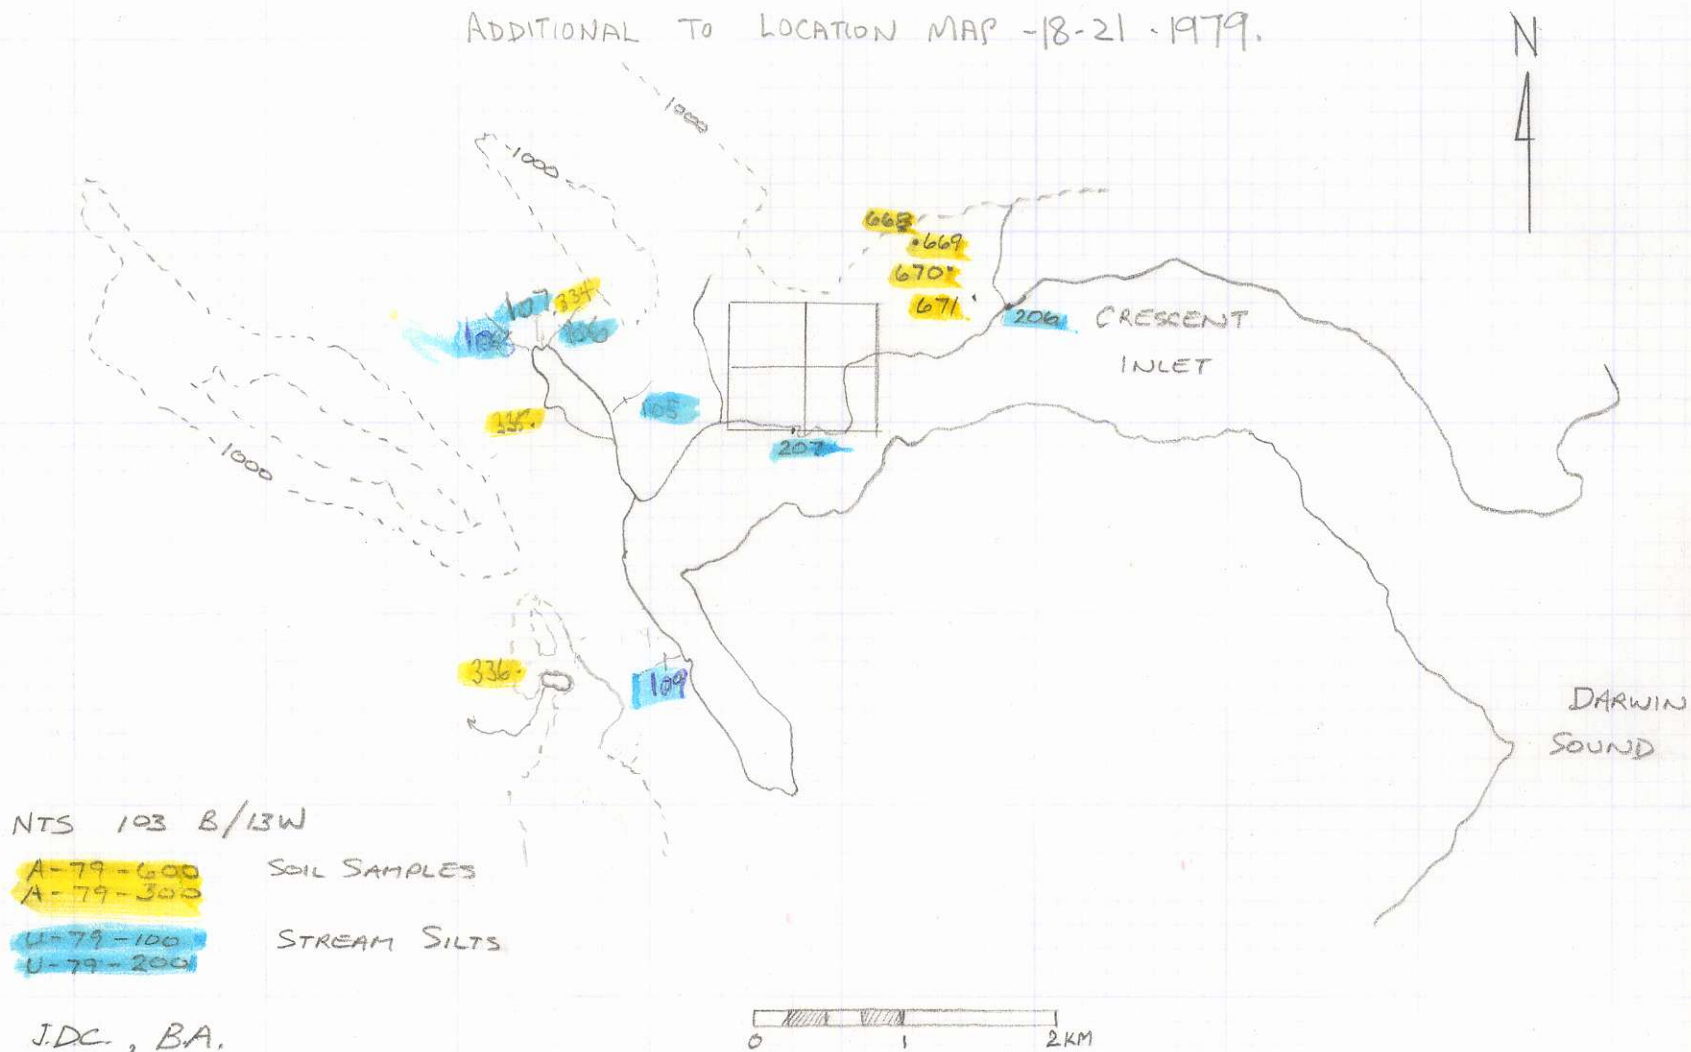 ADDITIONAL TO LOCATION MAP -18-21 - 1979.
N
1000
1000
668
669
670
671
107
334
106
206
CRESCENT
INLET
105
335
207
1000
336
109
DARWIN
SOUND
NTS 103 B/13W
A-79-600 SOIL SAMPLES
A-79-300
U-79-100 STREAM SILTS
U-79-200
J.D.C., B.A.
0 1 2 KM